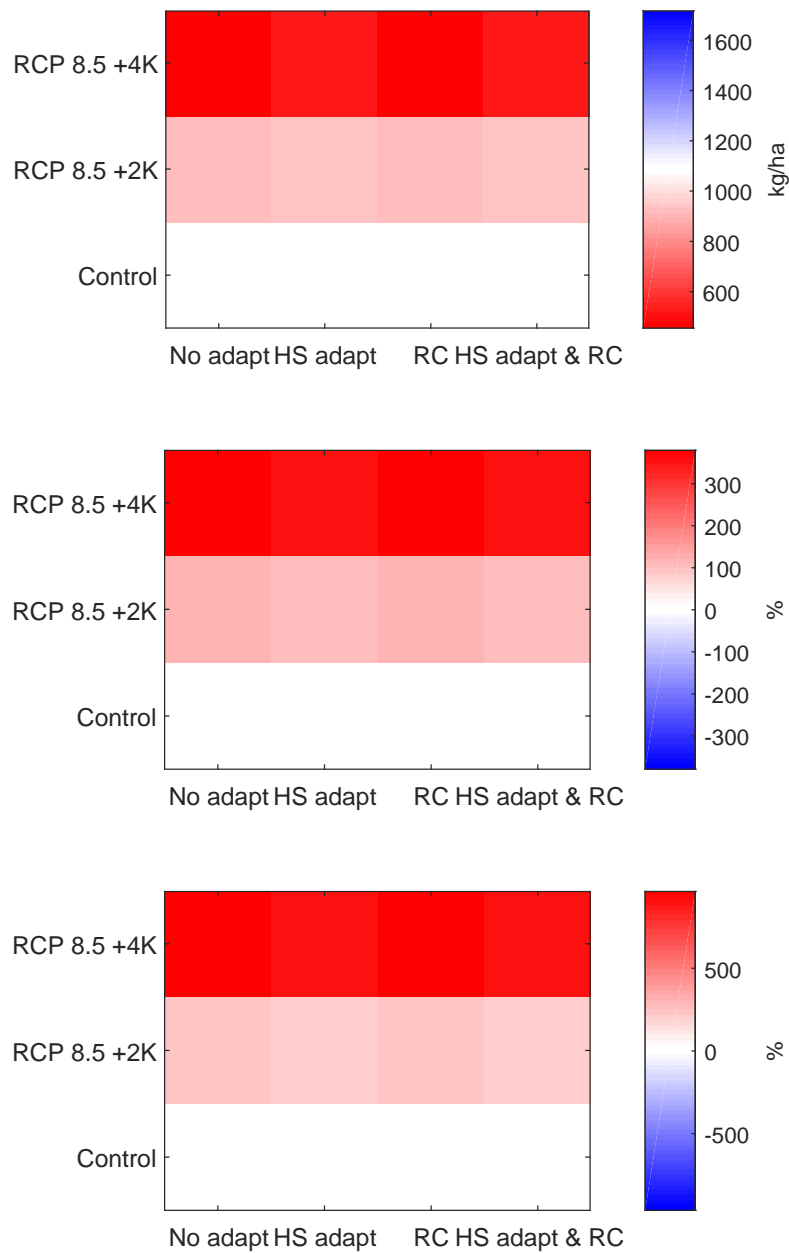 RCP 8.5 +4K
RCP 8.5 +2K
Control
No adapt HS adapt RC HS adapt & RC
1600
1400
1200
1000
800
600
kg/ha
RCP 8.5 +4K
RCP 8.5 +2K
Control
No adapt HS adapt RC HS adapt & RC
300
200
100
0
-100
-200
-300
%
RCP 8.5 +4K
RCP 8.5 +2K
Control
No adapt HS adapt RC HS adapt & RC
500
0
-500
%